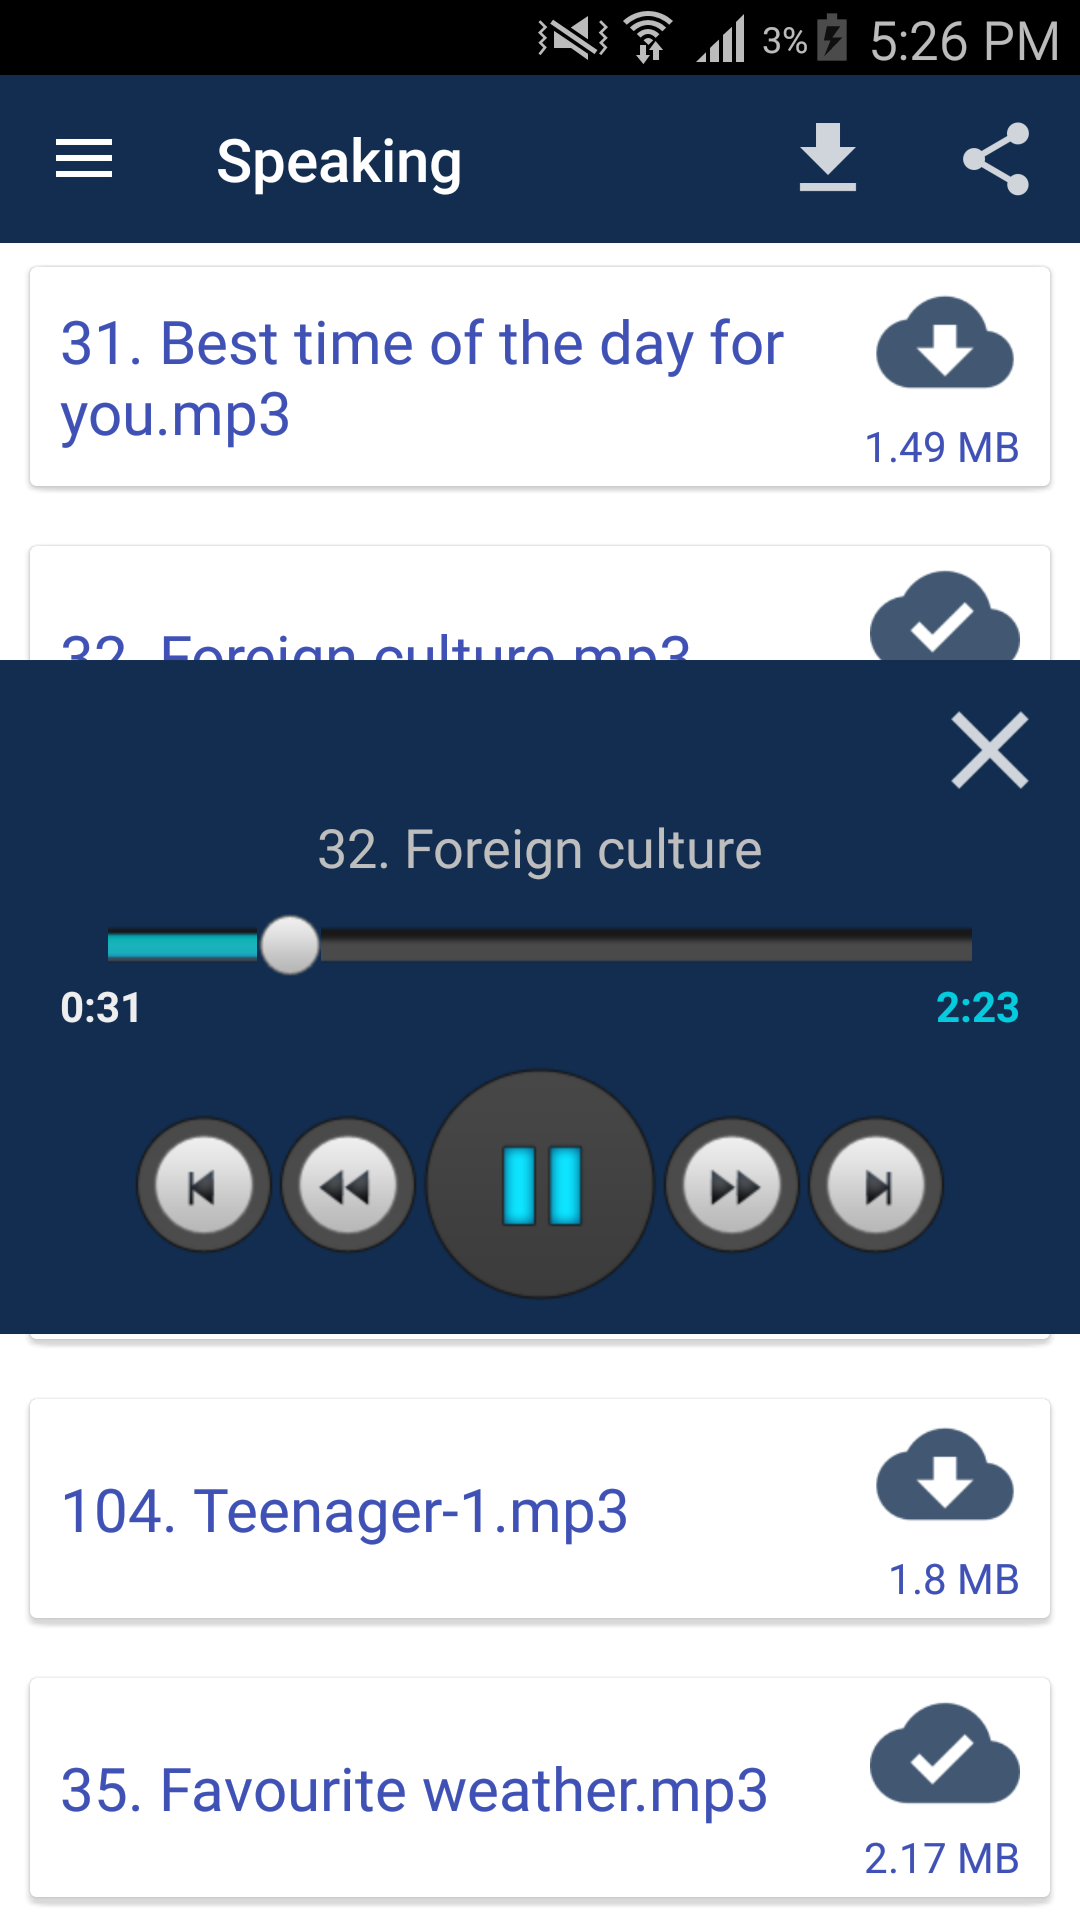 3% 5:26 PM
Speaking
31. Best time of the day for
you.mp3
1.49 MB
32. Foreign culture.mp3
32. Foreign culture
0:31
2:23
104. Teenager-1.mp3
1.8 MB
35. Favourite weather.mp3
2.17 MB